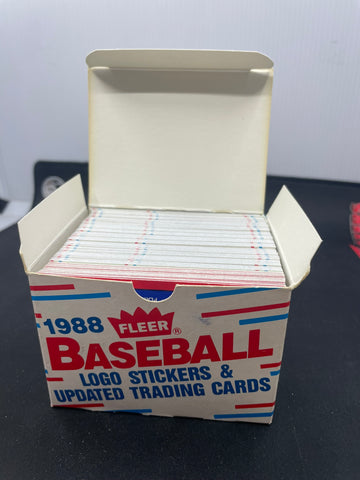 1988 FLEER®
BASEBALL
LOGO STICKERS &
UPDATED TRADING CARDS